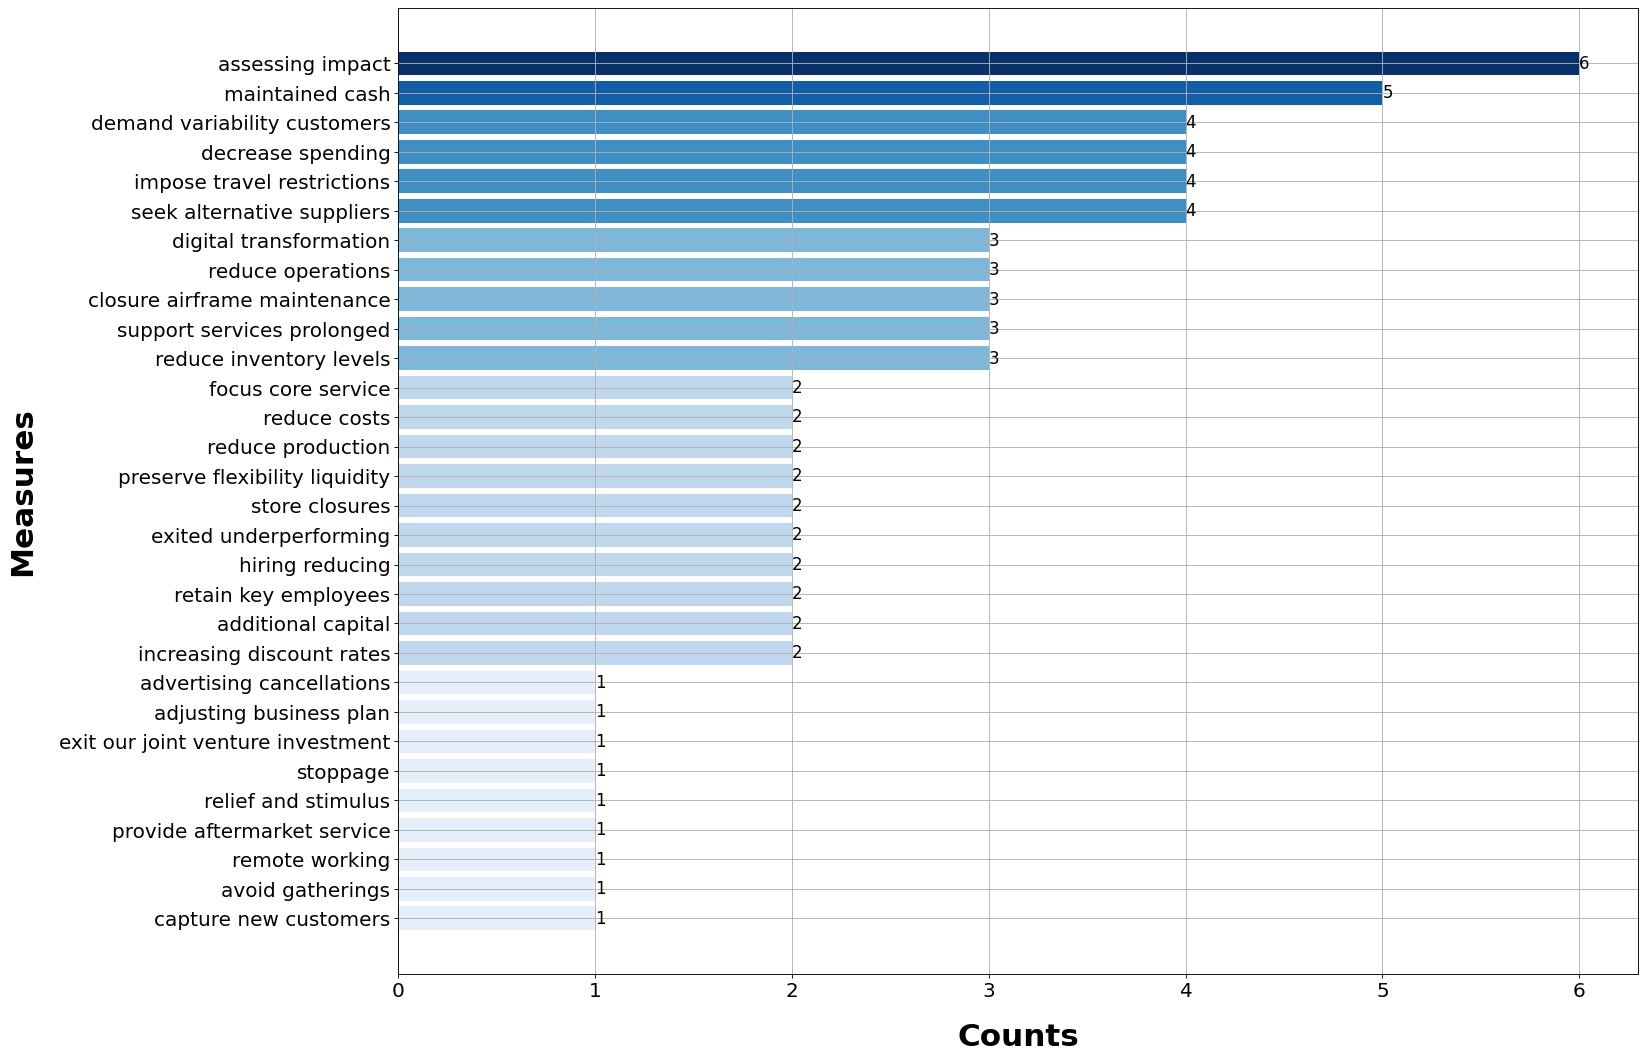 assessing impact 6
maintained cash 5
demand variability customers 4
decrease spending 4
impose travel restrictions 4
seek alternative suppliers 4
digital transformation 3
reduce operations 3
closure airframe maintenance 3
support services prolonged 3
reduce inventory levels 3
focus core service 2
reduce costs 2
reduce production 2
preserve flexibility liquidity 2
store closures 2
exited underperforming 2
hiring reducing 2
retain key employees 2
additional capital 2
increasing discount rates 2
advertising cancellations 1
adjusting business plan 1
exit our joint venture investment 1
stoppage 1
relief and stimulus 1
provide aftermarket service 1
remote working 1
avoid gatherings 1
capture new customers 1
Measures
0 1 2 3 4 5 6
Counts